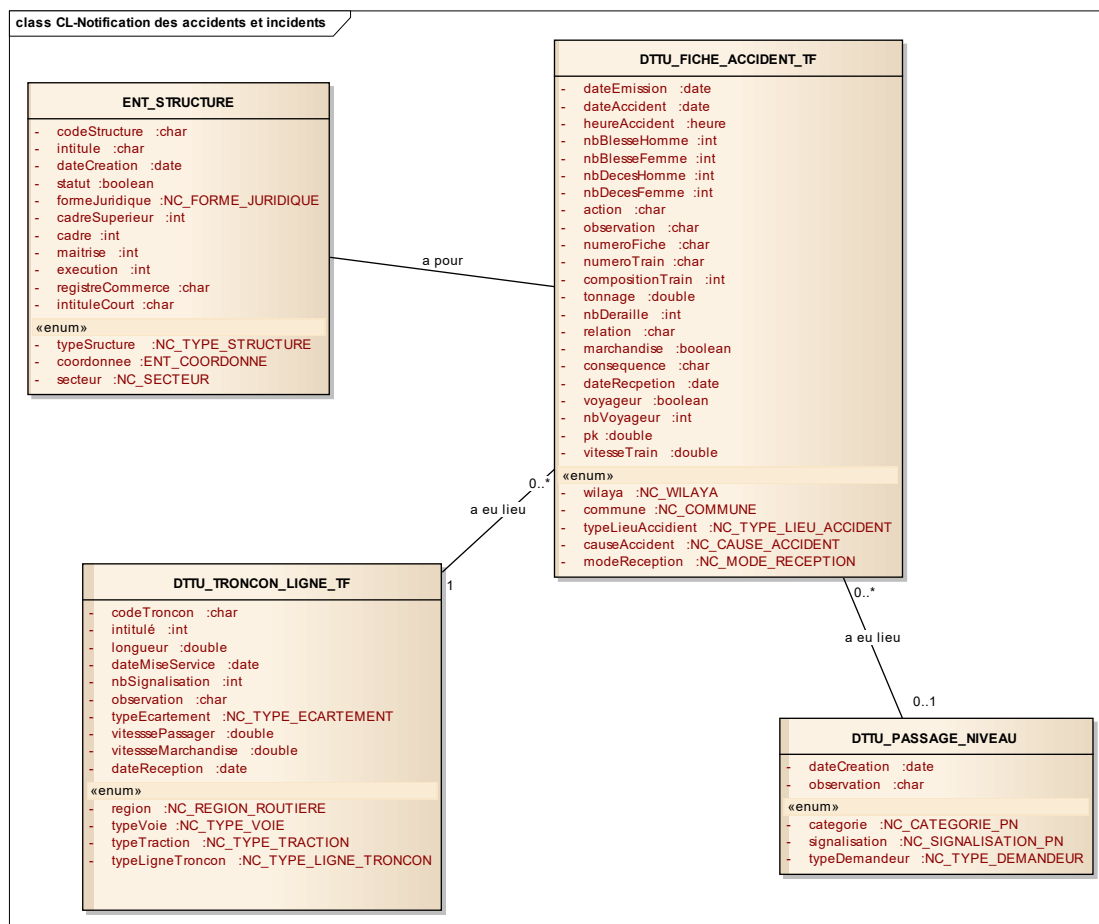 class CL-Notification des accidents et incidents
ENT_STRUCTURE
- codeStructure :char
- intitule :char
- dateCreation :date
- statut :boolean
- formeJuridique :NC_FORME_JURIDIQUE
- cadreSuperieur :int
- cadre :int
- maitrise :int
- execution :int
- registreCommerce :char
- intituleCourt :char
«enum»
- typeSructure :NC_TYPE_STRUCTURE
- coordonnee :ENT_COORDONNE
- secteur :NC_SECTEUR
a pour
DTTU_FICHE_ACCIDENT_TF
- dateEmission :date
- dateAccident :date
- heureAccident :heure
- nbBlesseHomme :int
- nbBlesseFemme :int
- nbDecesHomme :int
- nbDecesFemme :int
- action :char
- observation :char
- numeroFiche :char
- numeroTrain :char
- compositionTrain :int
- tonnage :double
- nbDeraille :int
- relation :char
- marchandise :boolean
- consequence :char
- dateRecpetion :date
- voyageur :boolean
- nbVoyageur :int
- pk :double
- vitesseTrain :double
«enum»
- wilaya :NC_WILAYA
- commune :NC_COMMUNE
- typeLieuAccidient :NC_TYPE_LIEU_ACCIDENT
- causeAccident :NC_CAUSE_ACCIDENT
- modeReception :NC_MODE_RECEPTION
0..*
a eu lieu
1
DTTU_TRONCON_LIGNE_TF
- codeTroncon :char
- intitulé :int
- longueur :double
- dateMiseService :date
- nbSignalisation :int
- observation :char
- typeEcartement :NC_TYPE_ECARTEMENT
- vitesssePassager :double
- vitessseMarchandise :double
- dateReception :date
«enum»
- region :NC_REGION_ROUTIERE
- typeVoie :NC_TYPE_VOIE
- typeTraction :NC_TYPE_TRACTION
- typeLigneTroncon :NC_TYPE_LIGNE_TRONCON
0..*
a eu lieu
0..1
DTTU_PASSAGE_NIVEAU
- dateCreation :date
- observation :char
«enum»
- categorie :NC_CATEGORIE_PN
- signalisation :NC_SIGNALISATION_PN
- typeDemandeur :NC_TYPE_DEMANDEUR